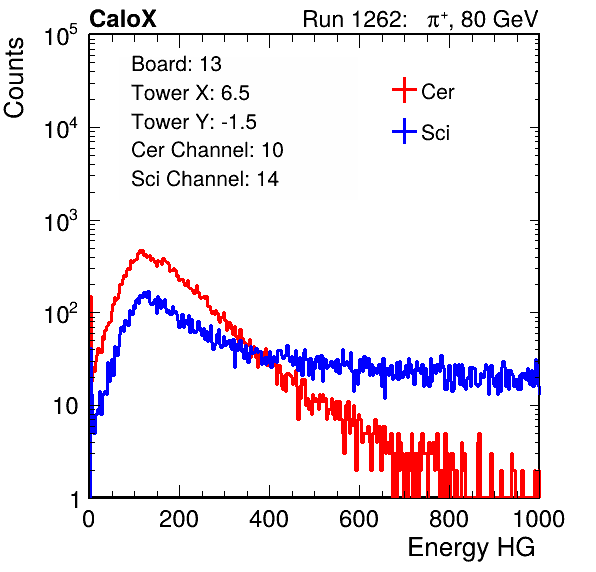 CaloX Run 1262: π⁺, 80 GeV
Counts
Board: 13
Tower X: 6.5
Tower Y: -1.5
Cer Channel: 10
Sci Channel: 14
Cer
Sci
10⁵
10⁴
10³
10²
10
1
0 200 400 600 800 1000
Energy HG